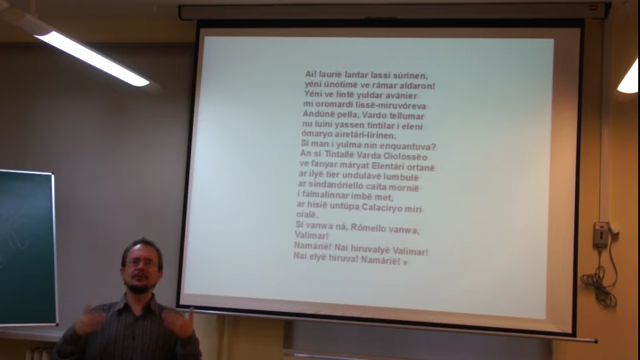 Ai! laurië lantar lassi súrinen,
yéni únótimë ve rámar aldaron!
Yéni ve lintë yuldar avánier
mi oromardi lissë-miruvóreva
Andúnë pella, Vardo tellumar
nu luini yassen tintilar i eleni
ómaryo airetári-lírinen.
Sí man i yulma nin enquantuva?
An sí Tintallë Varda Oiolossëo
ve fanyar máryat Elentári ortanë
ar ilyë tier undulávë lumbulë
ar sindanóriello caita mornië
i falmalinnar imbë met,
ar hísië untúpa Calaciryo míri
oialë.
Sí vanwa ná, Rómello vanwa,
Valimar!
Namárië! Nai hiruvalyë Valimar!
Nai elyë hiruva! Namárië! »